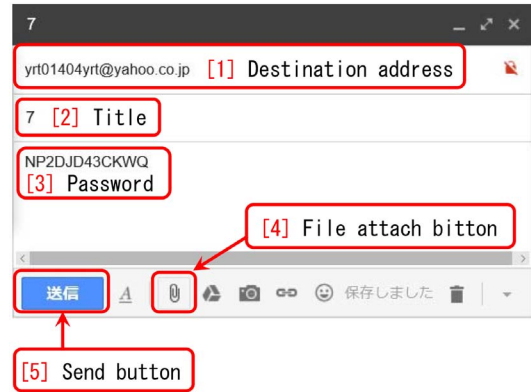 7
yrt01404yrt@yahoo.co.jp [1] Destination address
7 [2] Title
NP2DJD43CKWQ
[3] Password
[4] File attach bitton
送信 A 保存しました
[5] Send button